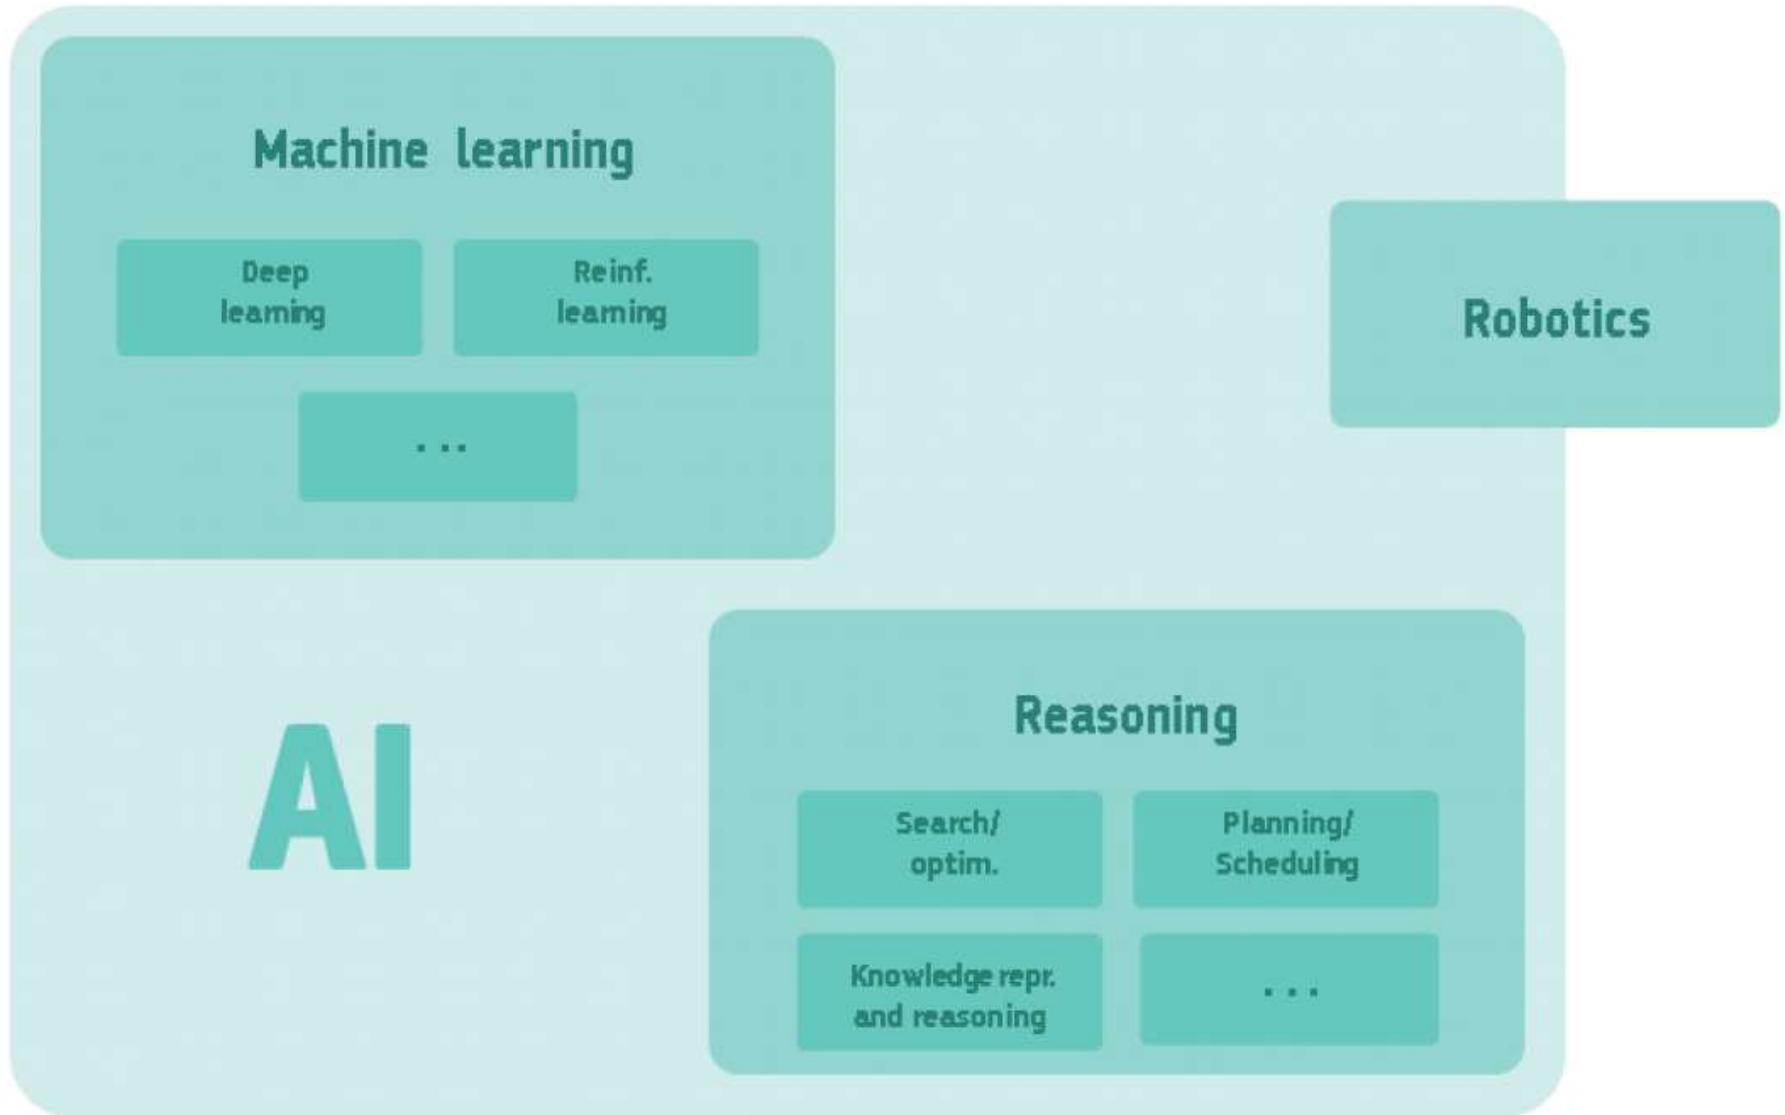 Machine learning
Deep
learning
Reinf.
learning
...
Robotics
AI
Reasoning
Search/
optim.
Planning/
Scheduling
Knowledge repr.
and reasoning
...